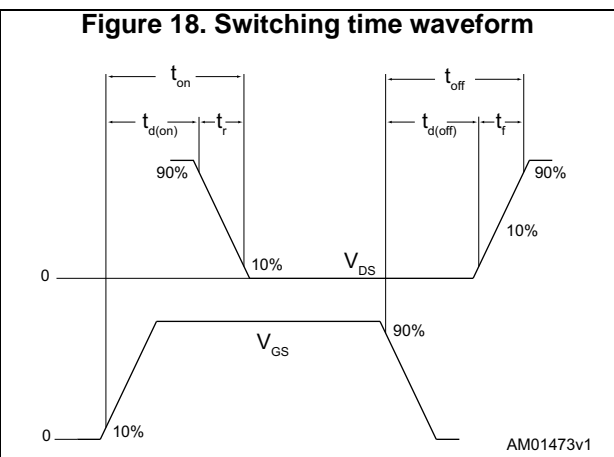 Figure 18. Switching time waveform
ton toff
td(on) tr td(off) tf
90% 90%
10%
10% VDS
0
VGS 90%
0 10%
AM01473v1